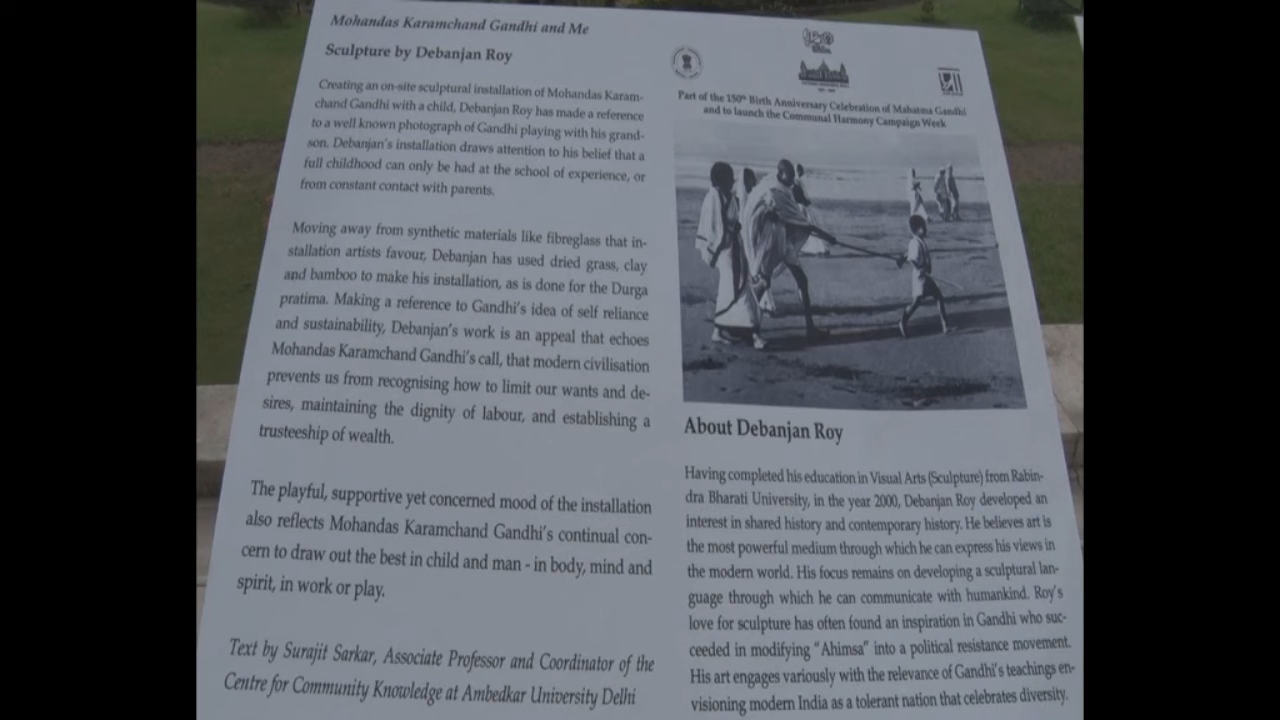 Mohandas Karamchand Gandhi and Me
Sculpture by Debanjan Roy
Creating an on-site sculptural installation of Mohandas Karam-
chand Gandhi with a child, Debanjan Roy has made a reference
to a well known photograph of Gandhi playing with his grand-
son. Debanjan's installation draws attention to his belief that a
full childhood can only be had at the school of experience, or
from constant contact with parents.
Moving away from synthetic materials like fibreglass that in-
stallation artists favour, Debanjan has used dried grass, clay
and bamboo to make his installation, as is done for the Durga
pratima. Making a reference to Gandhi's idea of self reliance
and sustainability, Debanjan's work is an appeal that echoes
Mohandas Karamchand Gandhi's call, that modern civilisation
prevents us from recognising how to limit our wants and de-
sires, maintaining the dignity of labour, and establishing a
trusteeship of wealth.
The playful, supportive yet concerned mood of the installation
also reflects Mohandas Karamchand Gandhi's continual con-
cern to draw out the best in child and man - in body, mind and
spirit, in work or play.
Text by Surajit Sarkar, Associate Professor and Coordinator of the
Centre for Community Knowledge at Ambedkar University Delhi
Part of the 150th Birth Anniversary Celebration of Mahatma Gandhi
and to launch the Communal Harmony Campaign Week
About Debanjan Roy
Having completed his education in Visual Arts (Sculpture) from Rabin-
dra Bharati University, in the year 2000, Debanjan Roy developed an
interest in shared history and contemporary history. He believes art is
the most powerful medium through which he can express his views in
the modern world. His focus remains on developing a sculptural lan-
guage through which he can communicate with humankind. Roy's
love for sculpture has often found an inspiration in Gandhi who suc-
ceeded in modifying "Ahimsa" into a political resistance movement.
His art engages variously with the relevance of Gandhi's teachings en-
visioning modern India as a tolerant nation that celebrates diversity.